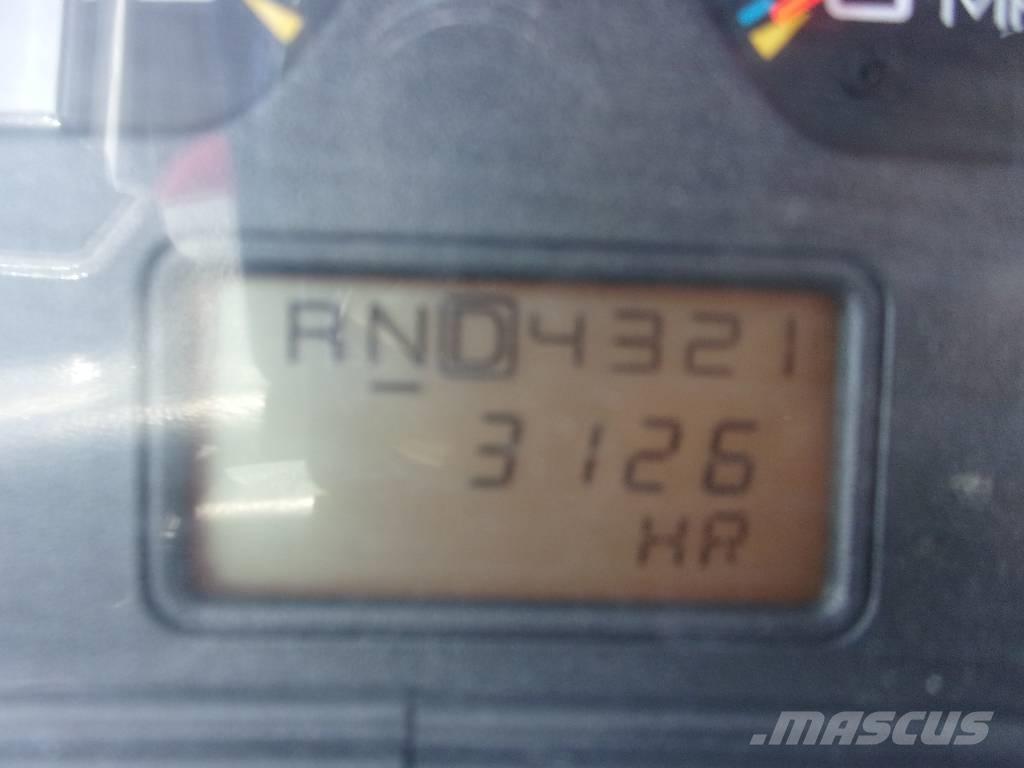 RND4321
3126
HR
.MASCUS